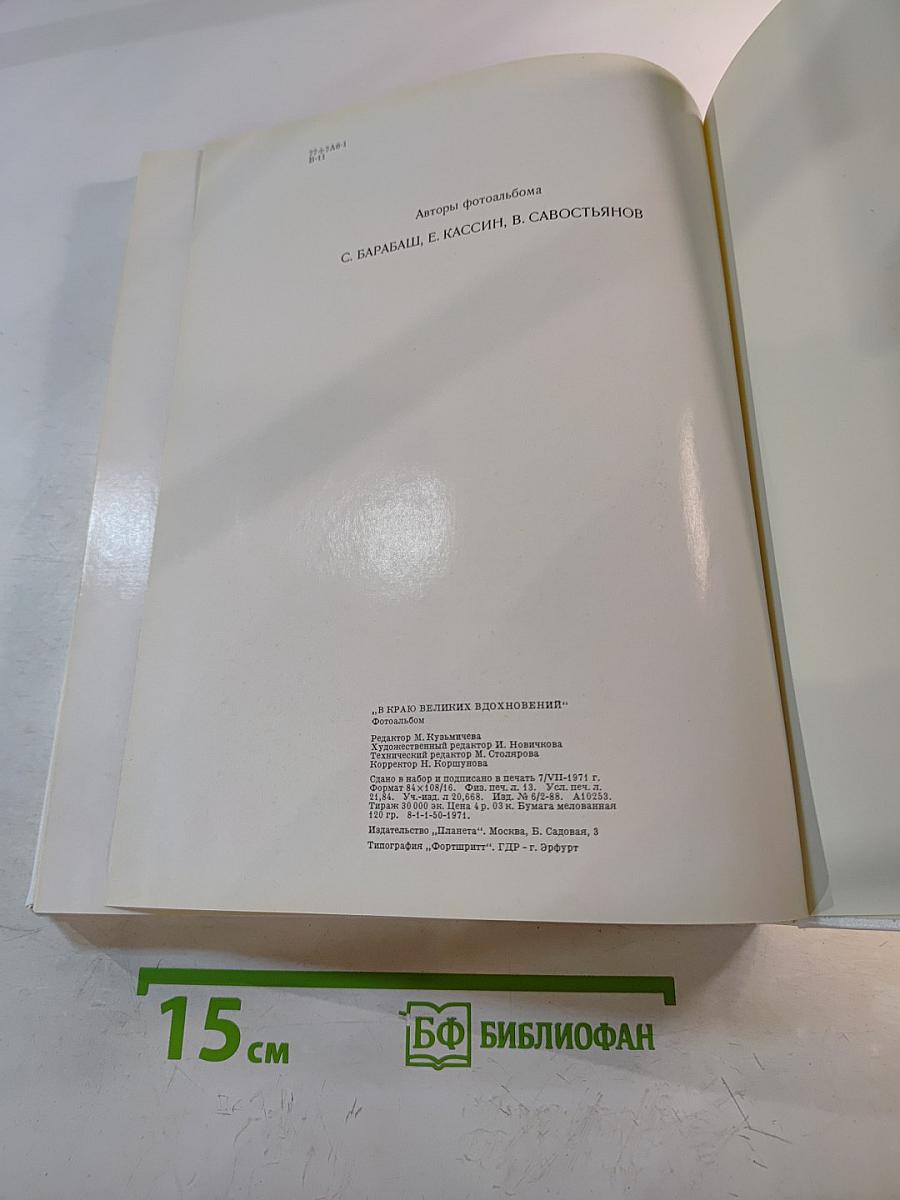 77+7А6-1
В-11
Авторы фотоальбома
С. БАРАБАШ, Е. КАССИН, В. САВОСТЬЯНОВ
„В КРАЮ ВЕЛИКИХ ВДОХНОВЕНИЙ“
Фотоальбом
Редактор М. Кузьмичева
Художественный редактор И. Новичкова
Технический редактор М. Столярова
Корректор Н. Коршунова
Сдано в набор и подписано в печать 7/VII-1971 г.
Формат 84×108/16. Физ. печ. л. 13. Усл. печ. л.
21,84. Уч.-изд. л 20,668. Изд. № 6/2-88. А10253.
Тираж 30 000 эк. Цена 4 р. 03 к. Бумага мелованная
120 гр. 8-1-1-50-1971.
Издательство „Планета“. Москва, Б. Садовая, 3
Типография „Фортшритт“. ГДР - г. Эрфурт
15 см
БФ БИБЛИОФАН